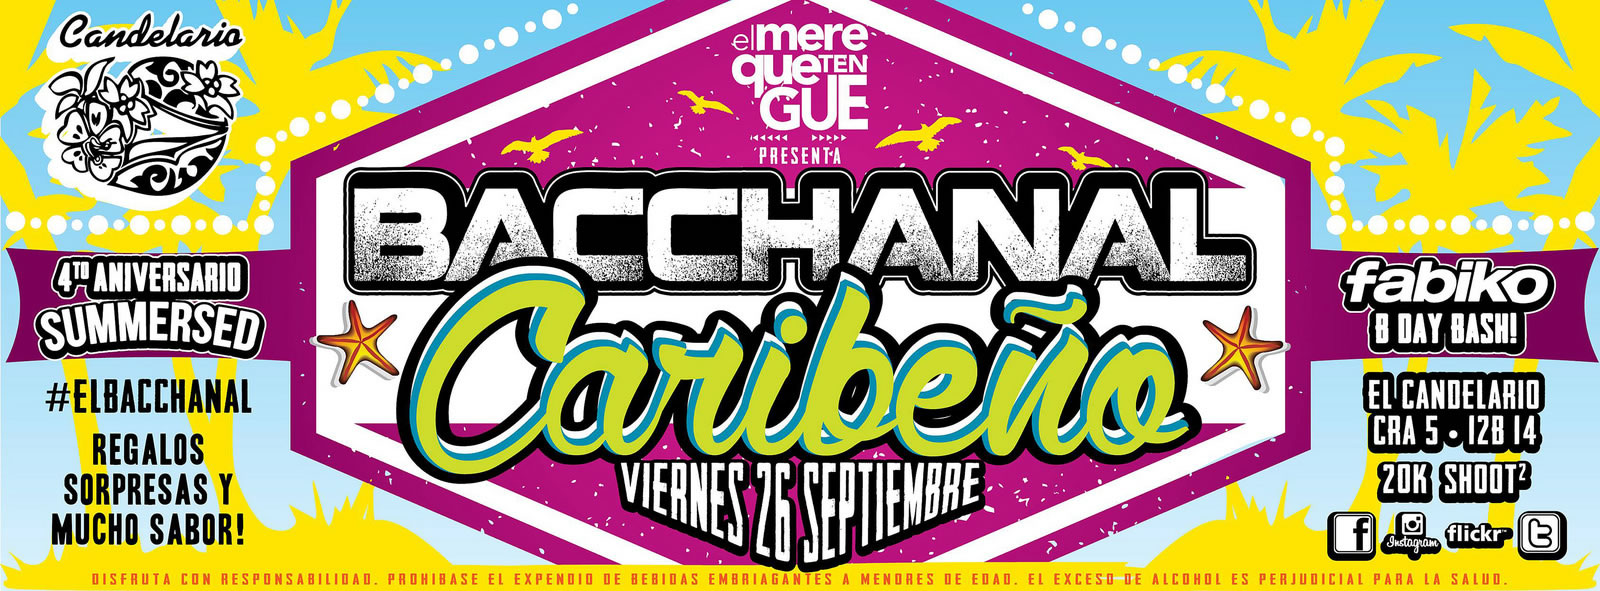 Candelario
el mere
que TEN
GUE
PRESENTA
BACCHANAL
Caribeño
VIERNES 26 SEPTIEMBRE
4TO ANIVERSARIO
SUMMERSED
#ELBACCHANAL
REGALOS
SORPRESAS Y
MUCHO SABOR!
fabiko
B DAY BASH!
EL CANDELARIO
CRA 5 • 12B 14
20K SHOOT²
f
Instagram
flickr
t
DISFRUTA CON RESPONSABILIDAD. PROHIBASE EL EXPENDIO DE BEBIDAS EMBRIAGANTES A MENORES DE EDAD. EL EXCESO DE ALCOHOL ES PERJUDICIAL PARA LA SALUD.